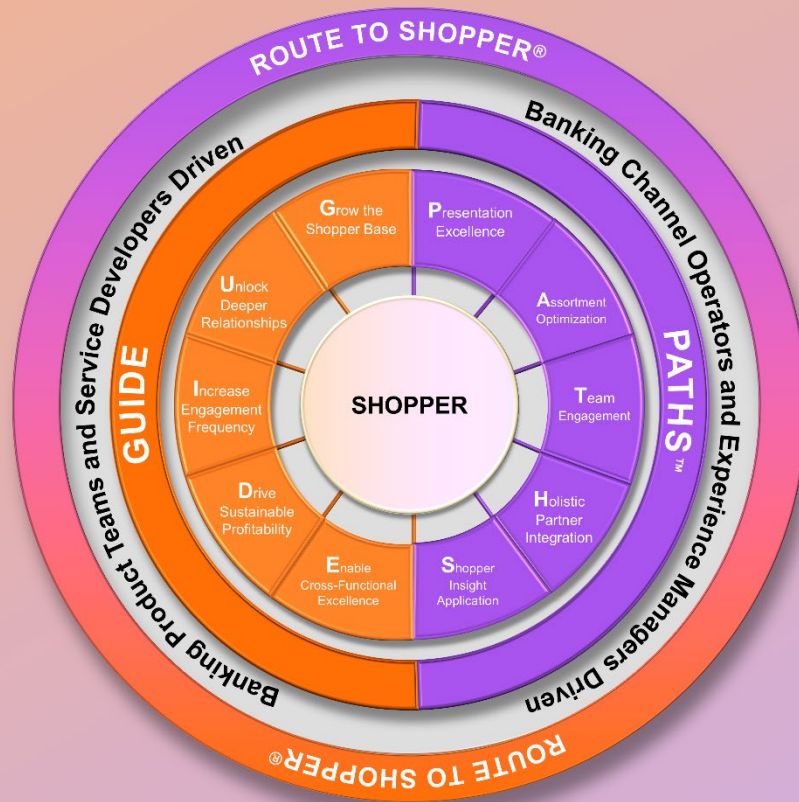 ROUTE TO SHOPPER®
Banking Product Teams and Service Developers Driven
Banking Channel Operators and Experience Managers Driven
GUIDE
PATHS™
Grow the
Shopper Base
Unlock
Deeper
Relationships
Increase
Engagement
Frequency
Drive
Sustainable
Profitability
Enable
Cross-Functional
Excellence
Presentation
Excellence
Assortment
Optimization
Team
Engagement
Holistic
Partner
Integration
Shopper
Insight
Application
SHOPPER
ROUTE TO SHOPPER®